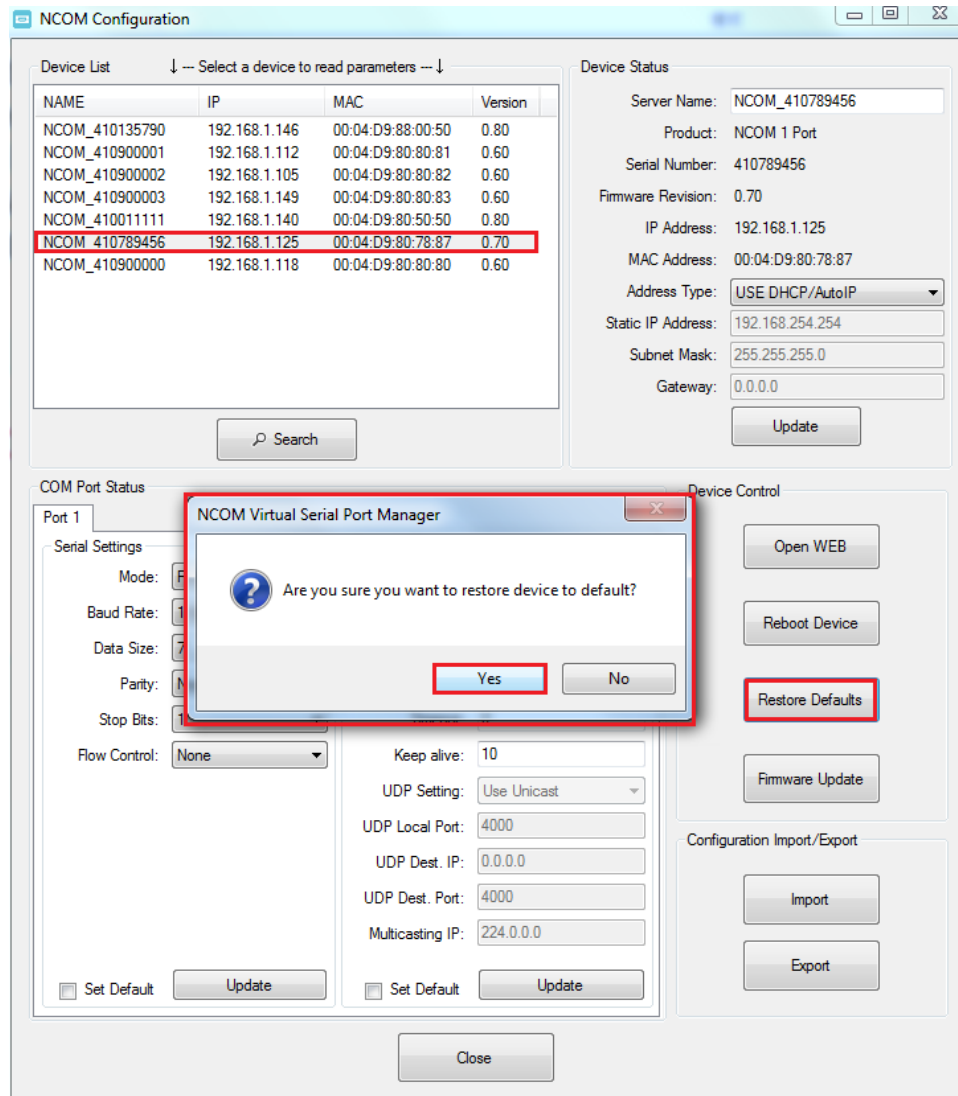 NCOM Configuration
Device List ↓ --- Select a device to read parameters --- ↓
NAME IP MAC Version
NCOM_410135790 192.168.1.146 00:04:D9:88:00:50 0.80
NCOM_410900001 192.168.1.112 00:04:D9:80:80:81 0.60
NCOM_410900002 192.168.1.105 00:04:D9:80:80:82 0.60
NCOM_410900003 192.168.1.149 00:04:D9:80:80:83 0.60
NCOM_410011111 192.168.1.140 00:04:D9:80:50:50 0.80
NCOM_410789456 192.168.1.125 00:04:D9:80:78:87 0.70
NCOM_410900000 192.168.1.118 00:04:D9:80:80:80 0.60
Search
Device Status
Server Name: NCOM_410789456
Product: NCOM 1 Port
Serial Number: 410789456
Firmware Revision: 0.70
IP Address: 192.168.1.125
MAC Address: 00:04:D9:80:78:87
Address Type: USE DHCP/AutoIP
Static IP Address: 192.168.254.254
Subnet Mask: 255.255.255.0
Gateway: 0.0.0.0
Update
COM Port Status
Port 1
Serial Settings
Mode:
Baud Rate:
Data Size:
Parity:
Stop Bits:
Flow Control: None
Set Default Update
NCOM Virtual Serial Port Manager
Are you sure you want to restore device to default?
Yes No
Keep alive: 10
UDP Setting: Use Unicast
UDP Local Port: 4000
UDP Dest. IP: 0.0.0.0
UDP Dest. Port: 4000
Multicasting IP: 224.0.0.0
Set Default Update
Device Control
Open WEB
Reboot Device
Restore Defaults
Firmware Update
Configuration Import/Export
Import
Export
Close